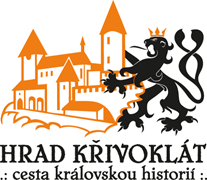 HRAD KŘIVOKLÁT
.: cesta královskou historií :.